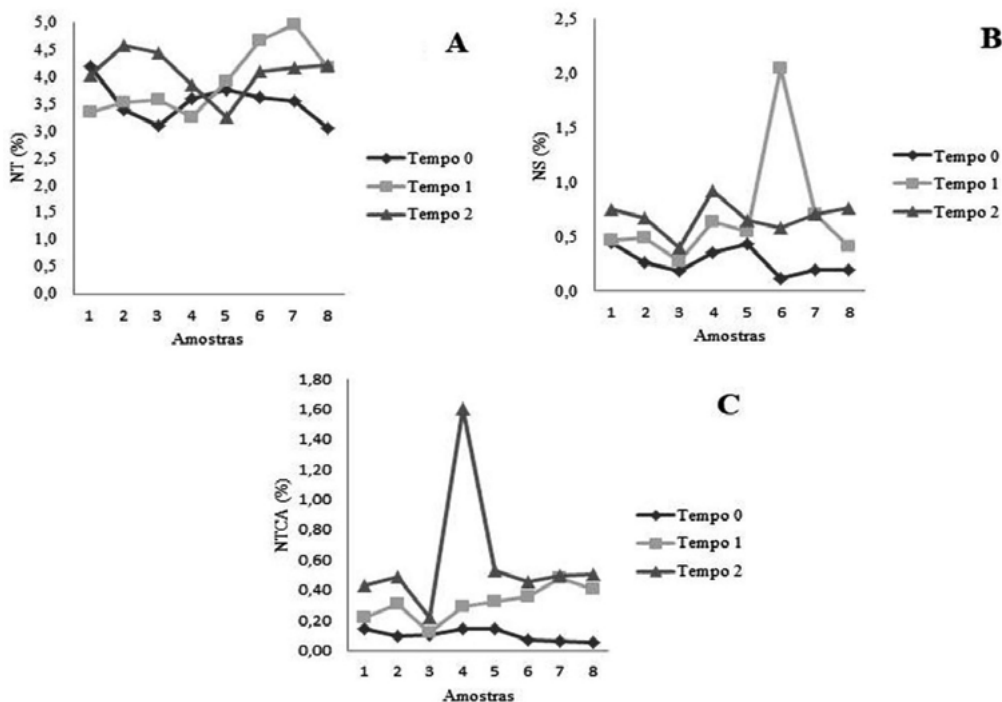 A
NT (%)
5,0
4,5
4,0
3,5
3,0
2,5
2,0
1,5
1,0
0,5
0,0
1 2 3 4 5 6 7 8
Amostras
Tempo 0
Tempo 1
Tempo 2
B
NS (%)
2,5
2,0
1,5
1,0
0,5
0,0
1 2 3 4 5 6 7 8
Amostras
Tempo 0
Tempo 1
Tempo 2
C
NTCA (%)
1,80
1,60
1,40
1,20
1,00
0,80
0,60
0,40
0,20
0,00
1 2 3 4 5 6 7 8
Amostras
Tempo 0
Tempo 1
Tempo 2